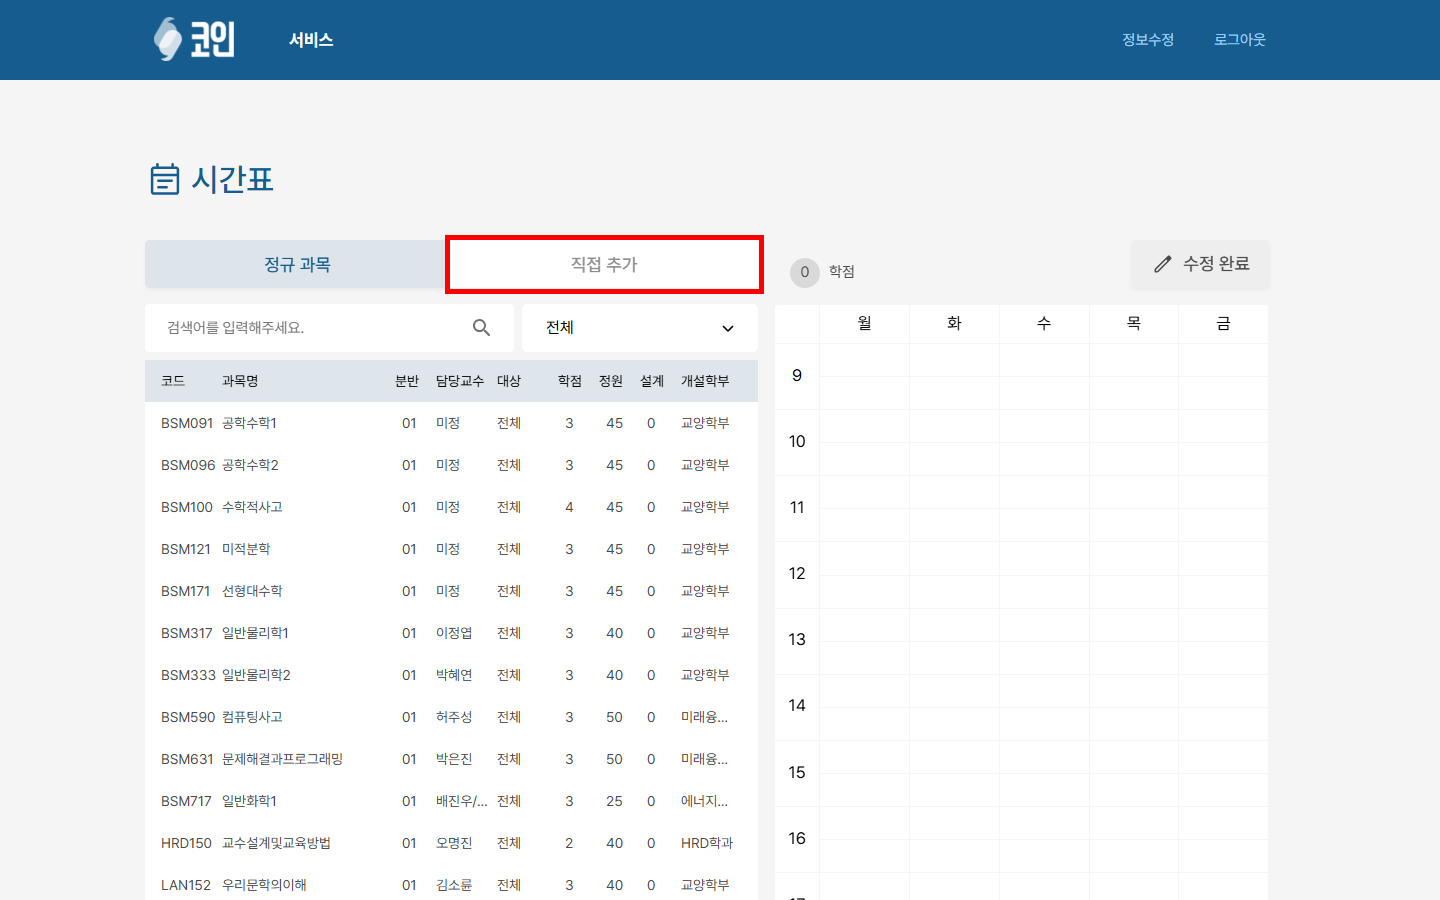 코인 서비스 정보수정 로그아웃
시간표
정규 과목 직접 추가 0 학점 수정 완료
검색어를 입력해주세요. 전체 월 화 수 목 금
코드 과목명 분반 담당교수 대상 학점 정원 설계 개설학부
9
BSM091 공학수학1 01 미정 전체 3 45 0 교양학부
10
BSM096 공학수학2 01 미정 전체 3 45 0 교양학부
11
BSM100 수학적사고 01 미정 전체 4 45 0 교양학부
12
BSM121 미적분학 01 미정 전체 3 45 0 교양학부
13
BSM171 선형대수학 01 미정 전체 3 45 0 교양학부
14
BSM317 일반물리학1 01 이정엽 전체 3 40 0 교양학부
15
BSM333 일반물리학2 01 박혜연 전체 3 40 0 교양학부
16
BSM590 컴퓨팅사고 01 허주성 전체 3 50 0 미래융...
BSM631 문제해결과프로그래밍 01 박은진 전체 3 50 0 미래융...
BSM717 일반화학1 01 배진우/... 전체 3 25 0 에너지...
HRD150 교수설계및교육방법 01 오명진 전체 2 40 0 HRD학과
LAN152 우리문학의이해 01 김소륜 전체 3 40 0 교양학부